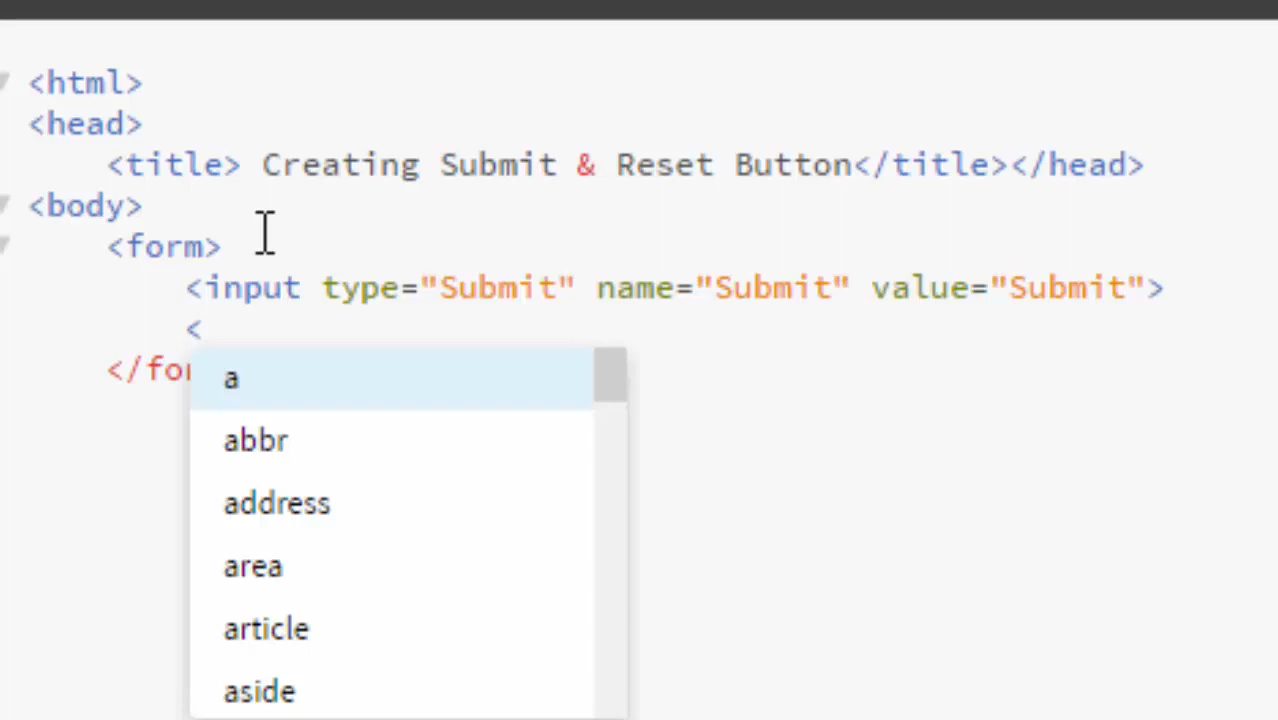 <html>
<head>
<title> Creating Submit & Reset Button</title></head>
<body>
<form>
<input type="Submit" name="Submit" value="Submit">
<
</for
a
abbr
address
area
article
aside